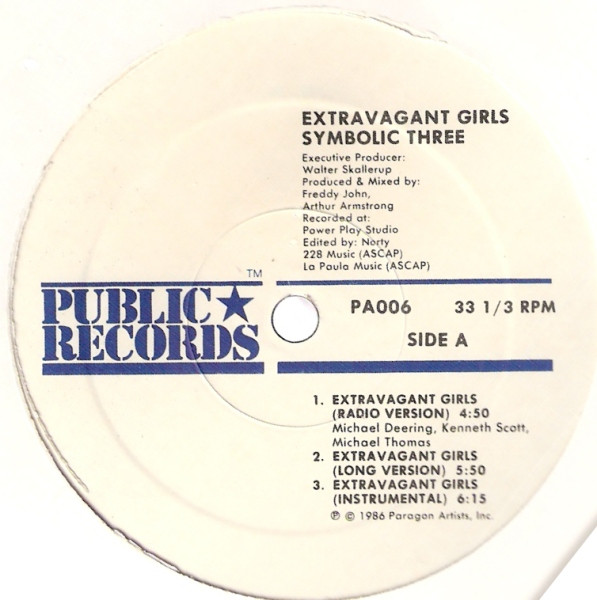 EXTRAVAGANT GIRLS
SYMBOLIC THREE
Executive Producer:
Walter Skallerup
Produced & Mixed by:
Freddy John,
Arthur Armstrong
Recorded at:
Power Play Studio
Edited by: Norty
228 Music (ASCAP)
La Paula Music (ASCAP)
TM
PUBLIC★
RECORDS
PA006 33 1/3 RPM
SIDE A
1. EXTRAVAGANT GIRLS
(RADIO VERSION) 4:50
Michael Deering, Kenneth Scott,
Michael Thomas
2. EXTRAVAGANT GIRLS
(LONG VERSION) 5:50
3. EXTRAVAGANT GIRLS
(INSTRUMENTAL) 6:15
℗ © 1986 Paragon Artists, Inc.